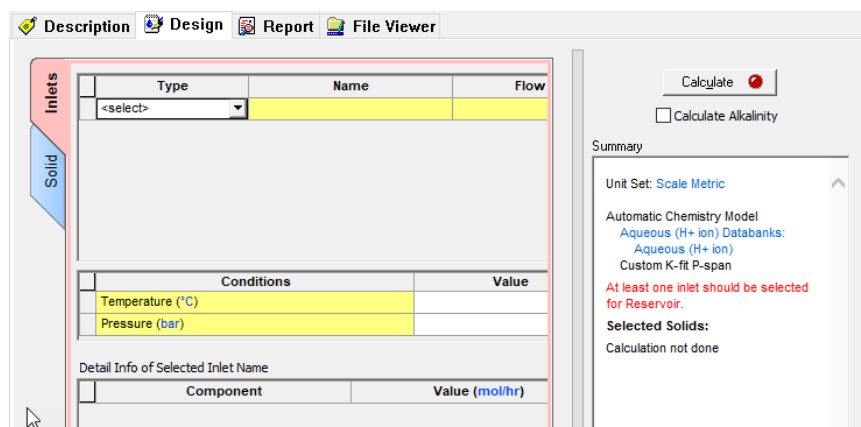 Description Design Report File Viewer
Inlets
Solid
Type Name Flow
<select>
Conditions Value
Temperature (°C)
Pressure (bar)
Detail Info of Selected Inlet Name
Component Value (mol/hr)
Calculate
Calculate Alkalinity
Summary
Unit Set: Scale Metric
Automatic Chemistry Model
Aqueous (H+ ion) Databanks:
Aqueous (H+ ion)
Custom K-fit P-span
At least one inlet should be selected
for Reservoir.
Selected Solids:
Calculation not done